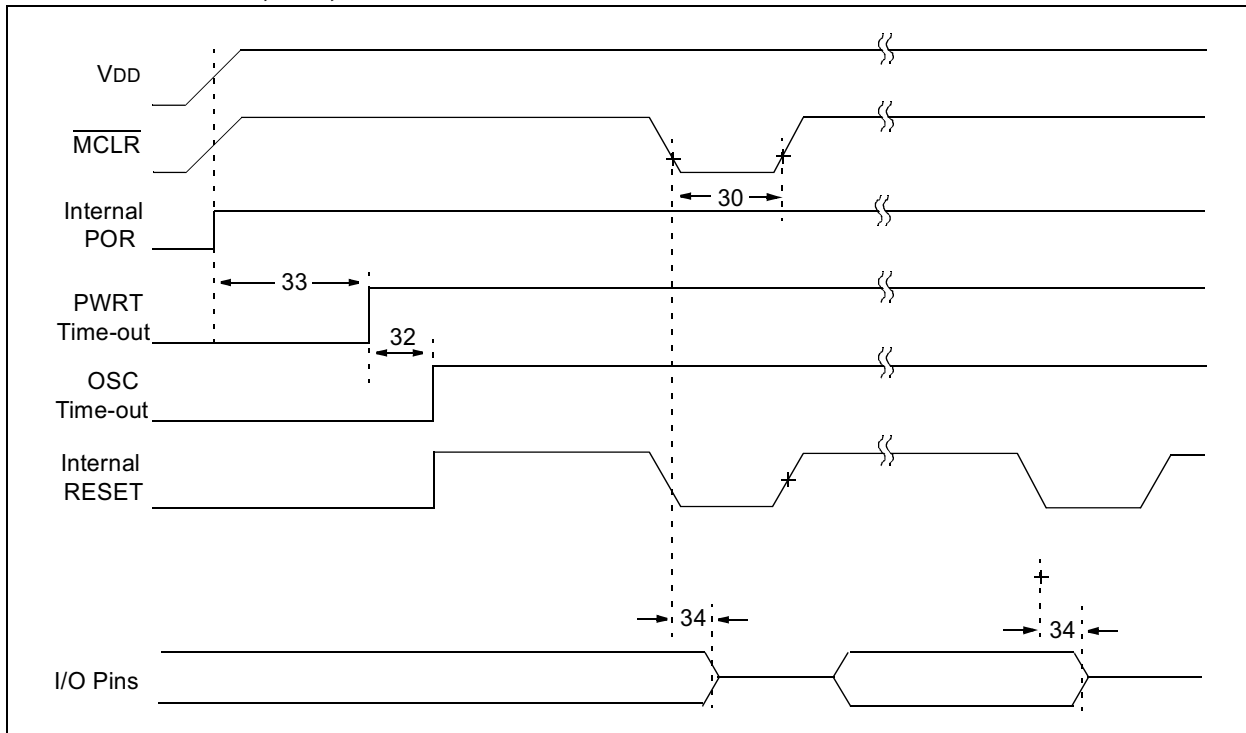 VDD
MCLR
30
Internal
POR
33
PWRT
Time-out
32
OSC
Time-out
Internal
RESET
34
34
I/O Pins